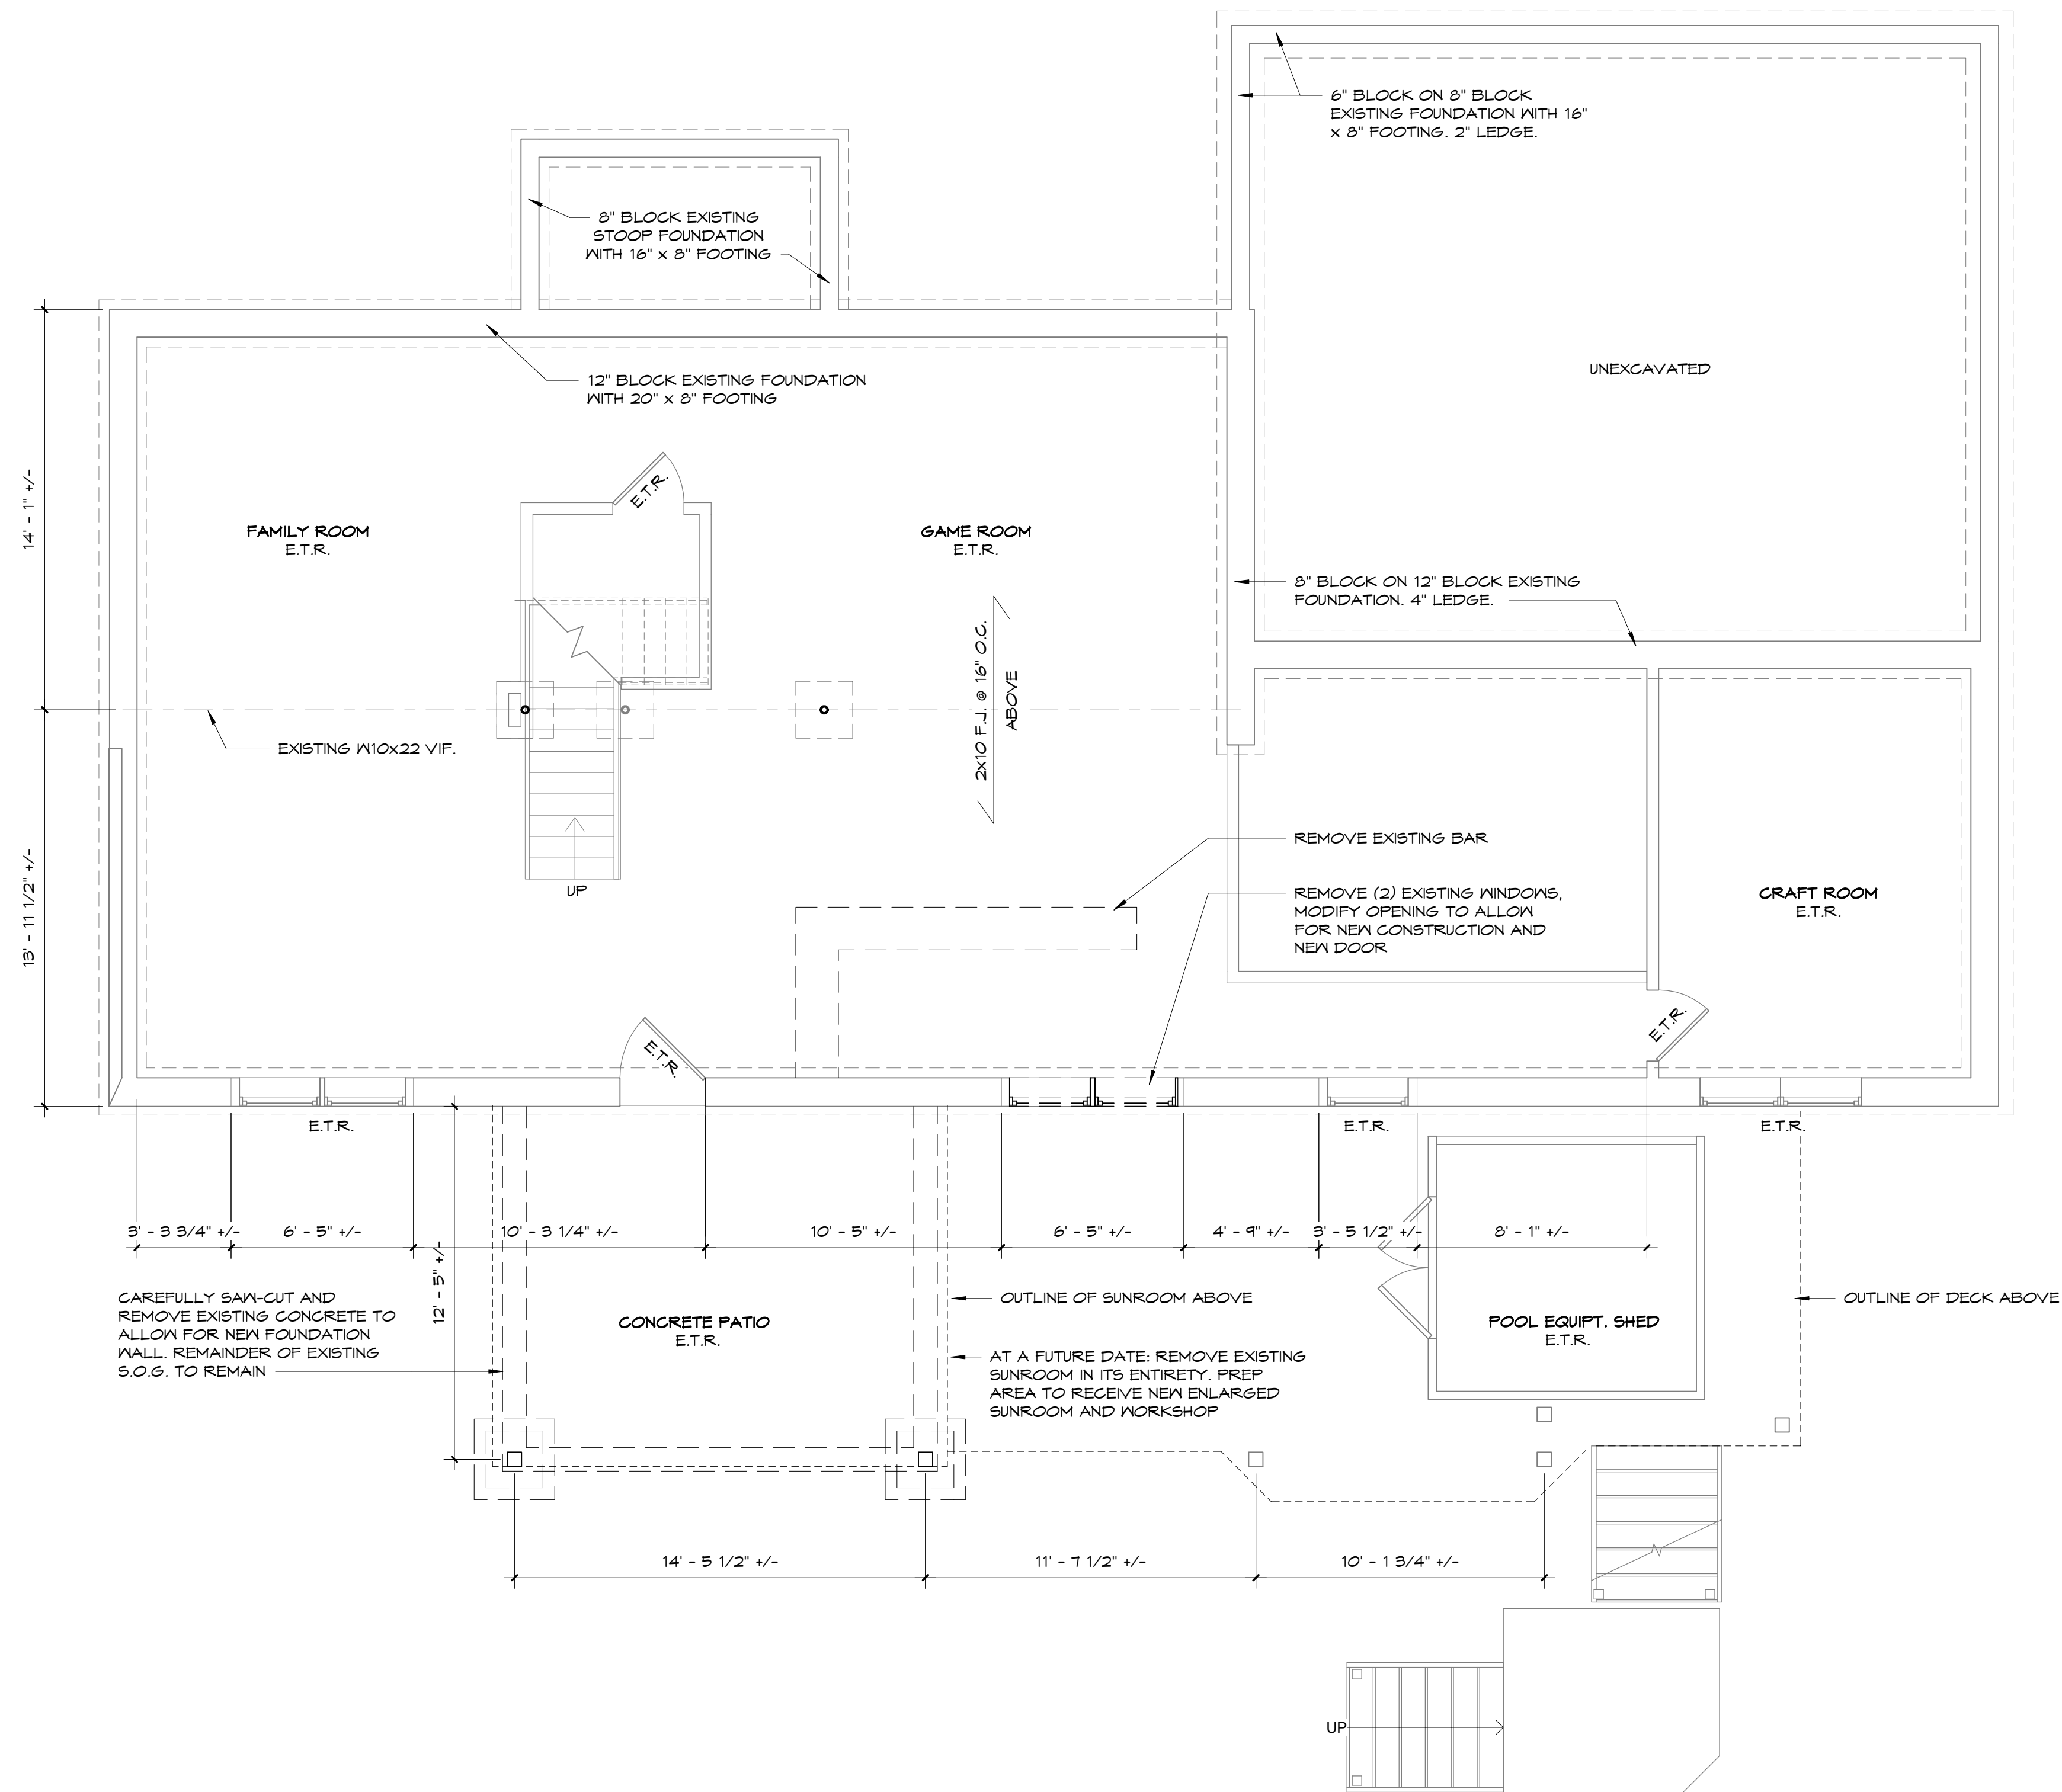 6" BLOCK ON 8" BLOCK
EXISTING FOUNDATION WITH 16"
x 8" FOOTING. 2" LEDGE.
8" BLOCK EXISTING
STOOP FOUNDATION
WITH 16" x 8" FOOTING
UNEXCAVATED
12" BLOCK EXISTING FOUNDATION
WITH 20" x 8" FOOTING
14' - 1" +/-
E.T.R.
FAMILY ROOM
E.T.R.
GAME ROOM
E.T.R.
8" BLOCK ON 12" BLOCK EXISTING
FOUNDATION. 4" LEDGE.
2x10 F.J. @ 16" O.C.
ABOVE
EXISTING W10x22 VIF.
13' - 11 1/2" +/-
REMOVE EXISTING BAR
UP
REMOVE (2) EXISTING WINDOWS,
MODIFY OPENING TO ALLOW
FOR NEW CONSTRUCTION AND
NEW DOOR
CRAFT ROOM
E.T.R.
E.T.R.
E.T.R.
E.T.R.
E.T.R.
E.T.R.
3' - 3 3/4" +/-
6' - 5" +/-
10' - 3 1/4" +/-
10' - 5" +/-
6' - 5" +/-
4' - 9" +/-
3' - 5 1/2" +/-
8' - 1" +/-
12' - 5" +/-
CAREFULLY SAW-CUT AND
REMOVE EXISTING CONCRETE TO
ALLOW FOR NEW FOUNDATION
WALL. REMAINDER OF EXISTING
S.O.G. TO REMAIN
CONCRETE PATIO
E.T.R.
OUTLINE OF SUNROOM ABOVE
AT A FUTURE DATE: REMOVE EXISTING
SUNROOM IN ITS ENTIRETY. PREP
AREA TO RECEIVE NEW ENLARGED
SUNROOM AND WORKSHOP
POOL EQUIPT. SHED
E.T.R.
OUTLINE OF DECK ABOVE
14' - 5 1/2" +/-
11' - 7 1/2" +/-
10' - 1 3/4" +/-
UP